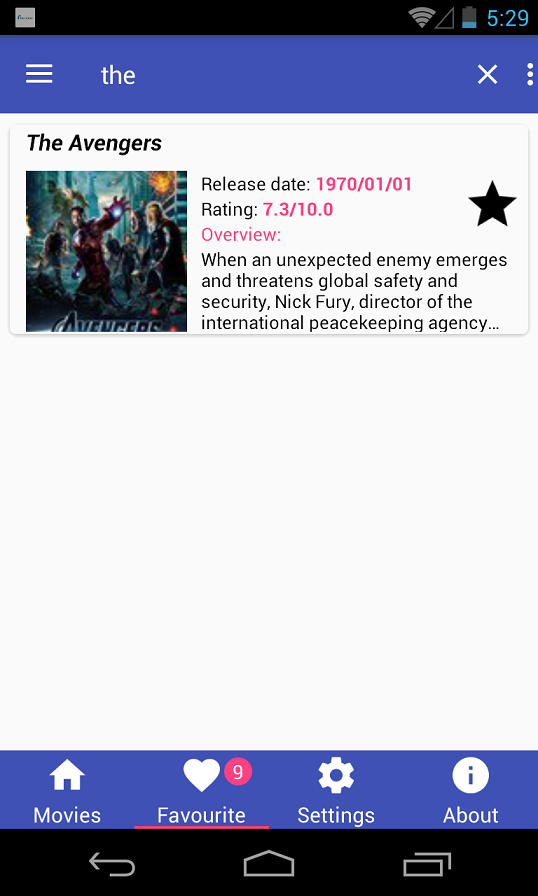 5:29
the
The Avengers
Release date: 1970/01/01
Rating: 7.3/10.0
Overview:
When an unexpected enemy emerges
and threatens global safety and
security, Nick Fury, director of the
international peacekeeping agency…
AVENGERS
9
Movies
Favourite
Settings
About